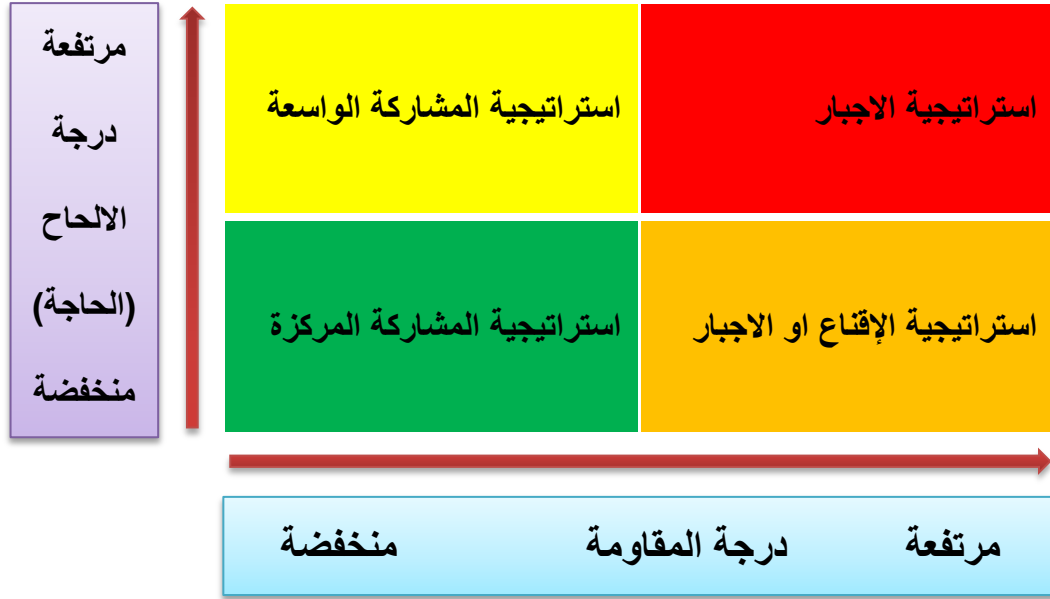 مرتفعة
درجة
الالحاح
(الحاجة)
منخفضة
استراتيجية الاجبار
استراتيجية المشاركة الواسعة
استراتيجية الإقناع او الاجبار
استراتيجية المشاركة المركزة
مرتفعة درجة المقاومة منخفضة